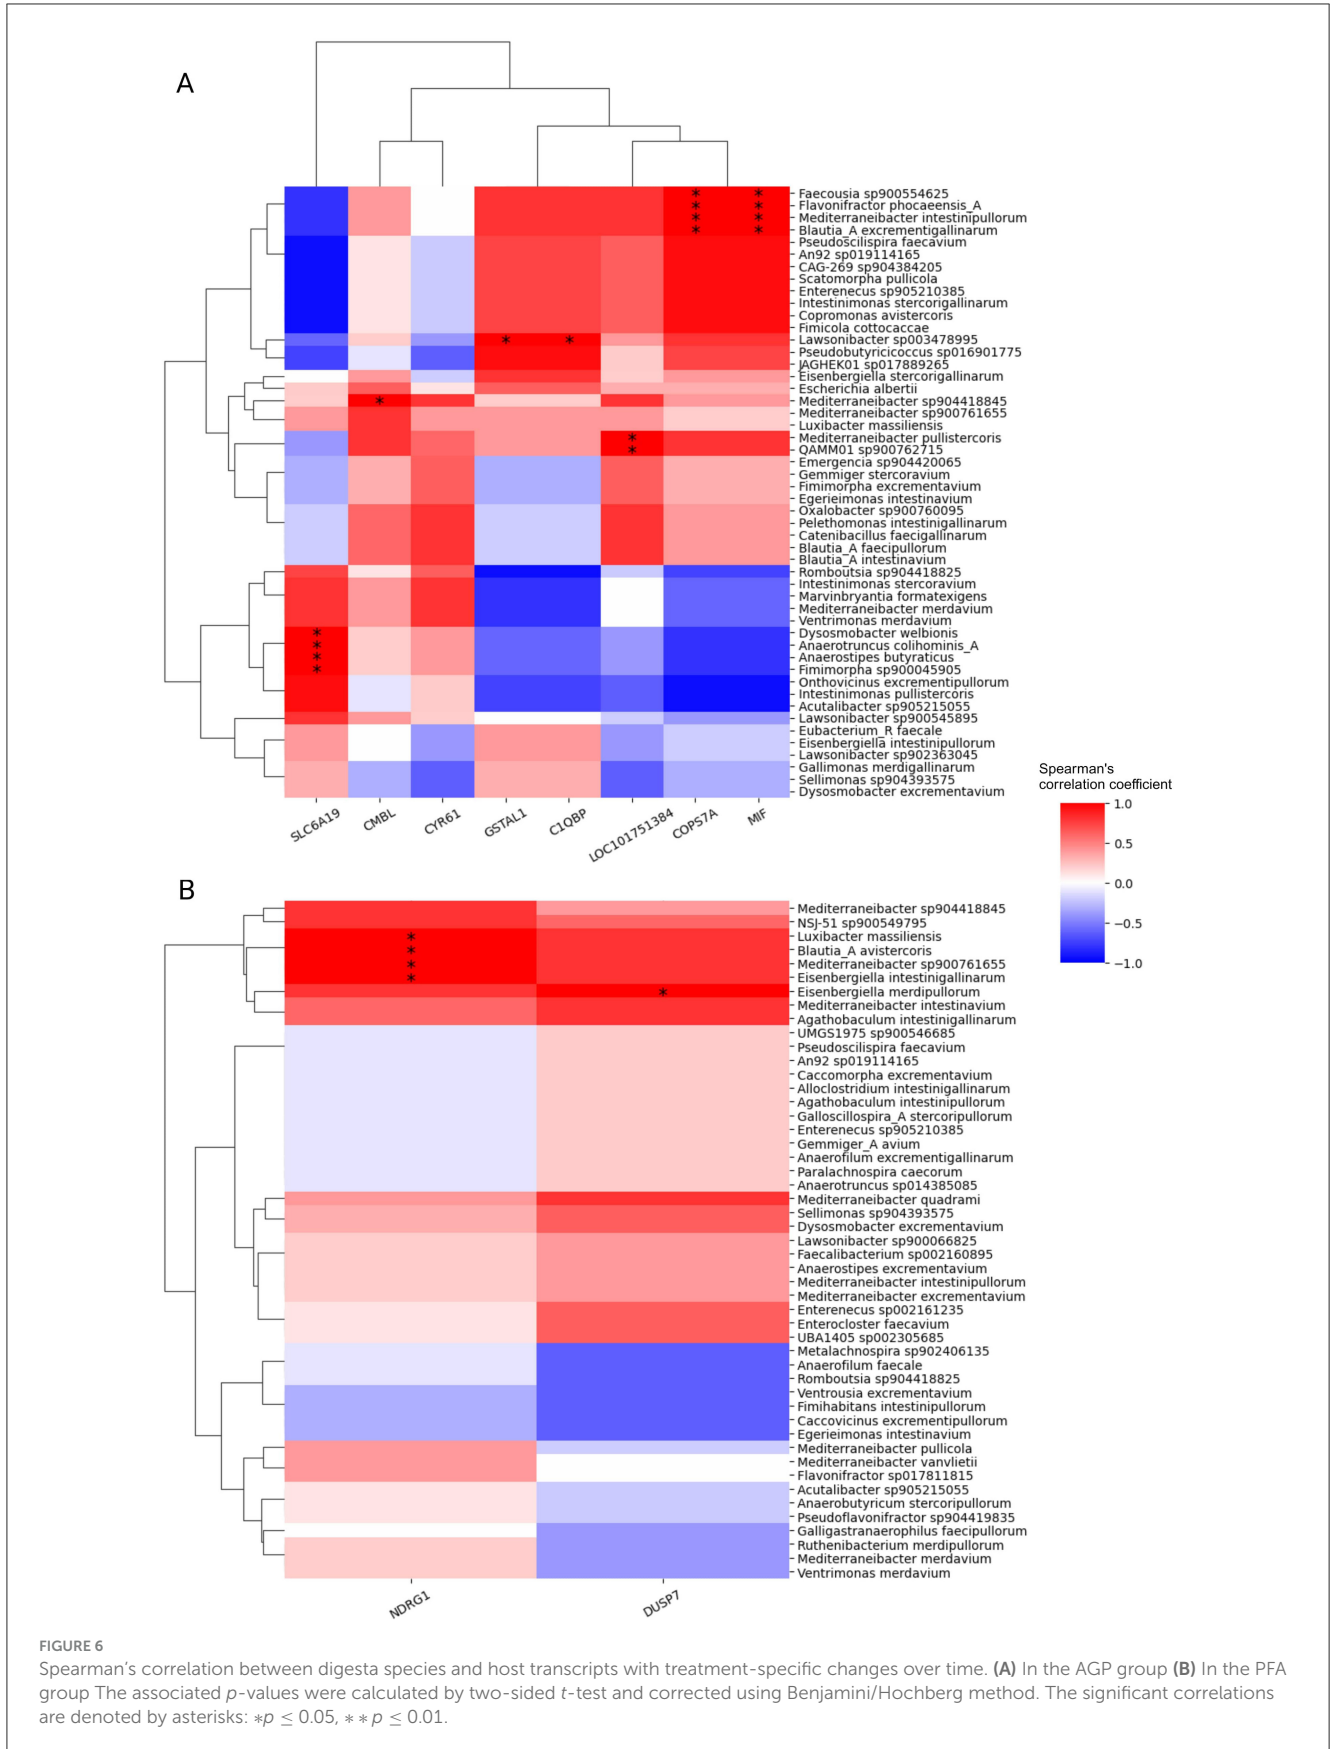 A
*
*
Faecousia sp900554625
*
*
Flavonifractor phocaeensis_A
*
*
Mediterraneibacter intestinipullorum
*
*
Blautia_A excrementigallinarum
Pseudoscilispira faecavium
An92 sp019114165
CAG-269 sp904384205
Scatomorpha pullicola
Enterenecus sp905210385
Intestinimonas stercorigallinarum
Copromonas avistercoris
Fimicola cottocaccae
*
*
Lawsonibacter sp003478995
Pseudobutyricicoccus sp016901775
JAGHEK01 sp017889265
Eisenbergiella stercorigallinarum
Escherichia albertii
*
Mediterraneibacter sp904418845
Mediterraneibacter sp900761655
Luxibacter massiliensis
*
Mediterraneibacter pullistercoris
*
QAMM01 sp900762715
Emergencia sp904420065
Gemmiger stercoravium
Fimimorpha excrementavium
Egerieimonas intestinavium
Oxalobacter sp900760095
Pelethomonas intestinigallinarum
Catenibacillus faecigallinarum
Blautia_A faecipullorum
Blautia_A intestinavium
Romboutsia sp904418825
Intestinimonas stercoravium
Marvinbryantia formatexigens
Mediterraneibacter merdavium
Ventrimonas merdavium
*
Dysosmobacter welbionis
*
Anaerotruncus colihominis_A
*
Anaerostipes butyraticus
*
Fimimorpha sp900045905
Onthovicinus excrementipullorum
Intestinimonas pullistercoris
Acutalibacter sp905215055
Lawsonibacter sp900545895
Eubacterium_R faecale
Eisenbergiella intestinipullorum
Lawsonibacter sp902363045
Gallimonas merdigallinarum
Sellimonas sp904393575
Dysosmobacter excrementavium
SLC6A19
CMBL
CYR61
GSTAL1
C1QBP
LOC101751384
COPS7A
MIF
Spearman's
correlation coefficient
1.0
0.5
0.0
−0.5
−1.0
B
Mediterraneibacter sp904418845
NSJ-51 sp900549795
*
Luxibacter massiliensis
*
Blautia_A avistercoris
*
Mediterraneibacter sp900761655
*
Eisenbergiella intestinigallinarum
*
Eisenbergiella merdipullorum
Mediterraneibacter intestinavium
Agathobaculum intestinigallinarum
UMGS1975 sp900546685
Pseudoscilispira faecavium
An92 sp019114165
Caccomorpha excrementavium
Alloclostridium intestinigallinarum
Agathobaculum intestinipullorum
Galloscillospira_A stercoripullorum
Enterenecus sp905210385
Gemmiger_A avium
Anaerofilum excrementigallinarum
Paralachnospira caecorum
Anaerotruncus sp014385085
Mediterraneibacter quadrami
Sellimonas sp904393575
Dysosmobacter excrementavium
Lawsonibacter sp900066825
Faecalibacterium sp002160895
Anaerostipes excrementavium
Mediterraneibacter intestinipullorum
Mediterraneibacter excrementavium
Enterenecus sp002161235
Enterocloster faecavium
UBA1405 sp002305685
Metalachnospira sp902406135
Anaerofilum faecale
Romboutsia sp904418825
Ventrousia excrementavium
Fimihabitans intestinipullorum
Caccovicinus excrementipullorum
Egerieimonas intestinavium
Mediterraneibacter pullicola
Mediterraneibacter vanvlietii
Flavonifractor sp017811815
Acutalibacter sp905215055
Anaerobutyricum stercoripullorum
Pseudoflavonifractor sp904419835
Galligastranaerophilus faecipullorum
Ruthenibacterium merdipullorum
Mediterraneibacter merdavium
Ventrimonas merdavium
NDRG1
DUSP7
FIGURE 6
Spearman's correlation between digesta species and host transcripts with treatment-specific changes over time. (A) In the AGP group (B) In the PFA
group The associated p-values were calculated by two-sided t-test and corrected using Benjamini/Hochberg method. The significant correlations
are denoted by asterisks: ∗p ≤ 0.05, ∗ ∗ p ≤ 0.01.